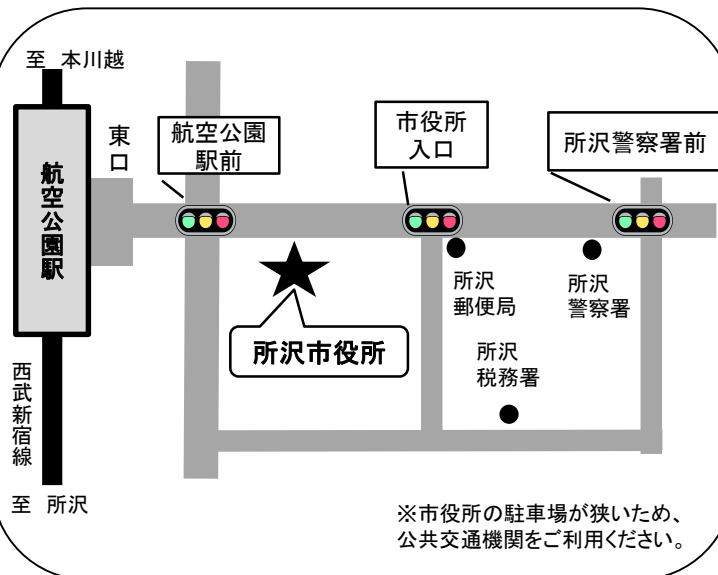 至 本川越
航空公園駅
東口
航空公園
駅前
市役所
入口
所沢警察署前
所沢市役所
所沢
郵便局
所沢
警察署
所沢
税務署
西武新宿線
至 所沢
※市役所の駐車場が狭いため、
公共交通機関をご利用ください。